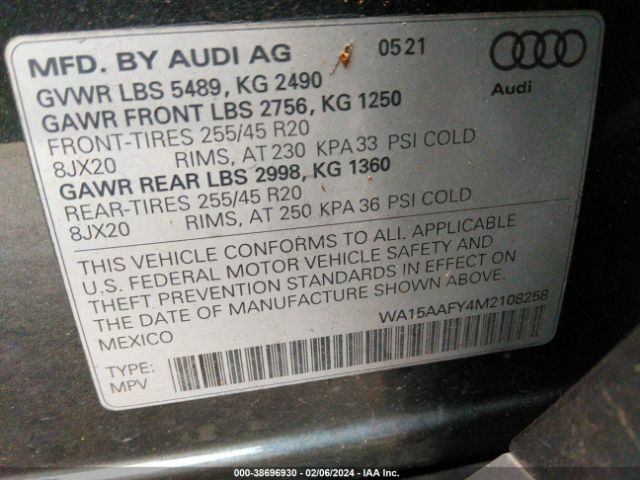 MFD. BY AUDI AG 0521
GVWR LBS 5489, KG 2490
GAWR FRONT LBS 2756, KG 1250
FRONT-TIRES 255/45 R20
8JX20 RIMS, AT 230 KPA 33 PSI COLD
GAWR REAR LBS 2998, KG 1360
REAR-TIRES 255/45 R20
8JX20 RIMS, AT 250 KPA 36 PSI COLD
Audi
THIS VEHICLE CONFORMS TO ALL APPLICABLE
U.S. FEDERAL MOTOR VEHICLE SAFETY AND
THEFT PREVENTION STANDARDS IN EFFECT ON
THE DATE OF MANUFACTURE SHOWN ABOVE.
MEXICO
WA15AAFY4M2108258
TYPE:
MPV
000-38696930 - 02/06/2024 - IAA Inc.